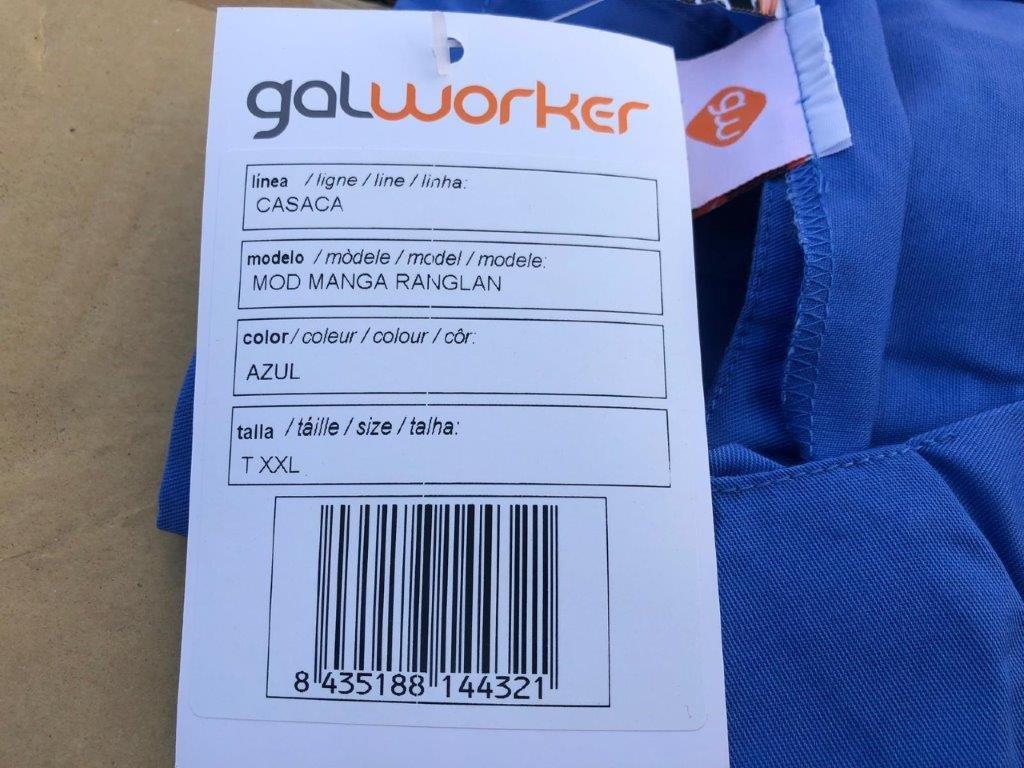 galworker
gw
línea / ligne / line / linha:
CASACA
modelo / mòdele / model / modele:
MOD MANGA RANGLAN
color / coleur / colour / côr:
AZUL
talla / táille / size / talha:
T XXL
8 435188 144321